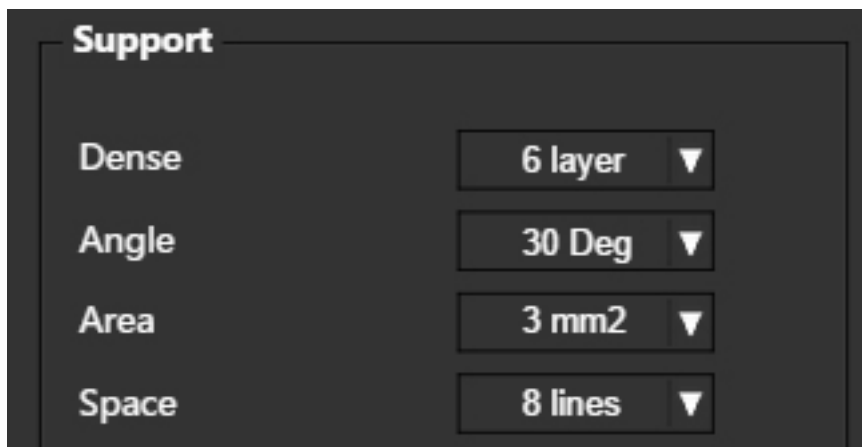 Support
Dense 6 layer ▼
Angle 30 Deg ▼
Area 3 mm2 ▼
Space 8 lines ▼